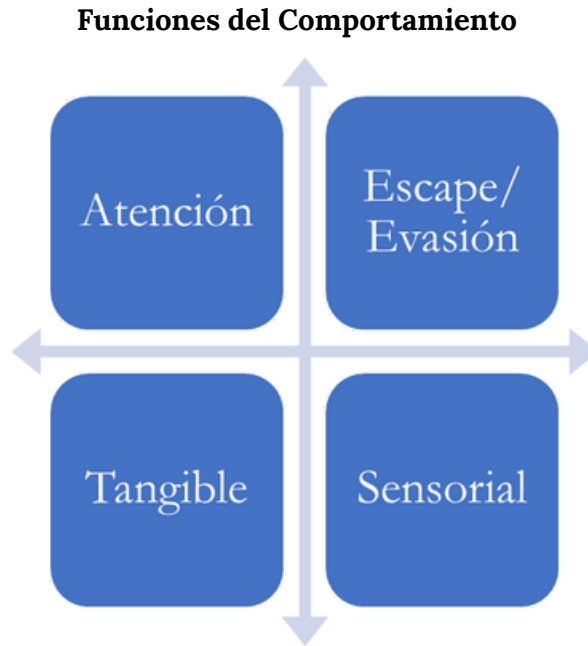 Funciones del Comportamiento
Atención
Escape/
Evasión
Tangible
Sensorial